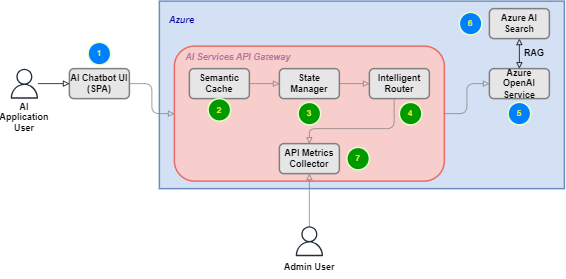 Azure
6
Azure AI
Search
RAG
1
AI Chatbot UI
(SPA)
AI
Application
User
AI Services API Gateway
Semantic
Cache
2
State
Manager
3
Intelligent
Router
4
Azure
OpenAI
Service
5
API Metrics
Collector
7
Admin User